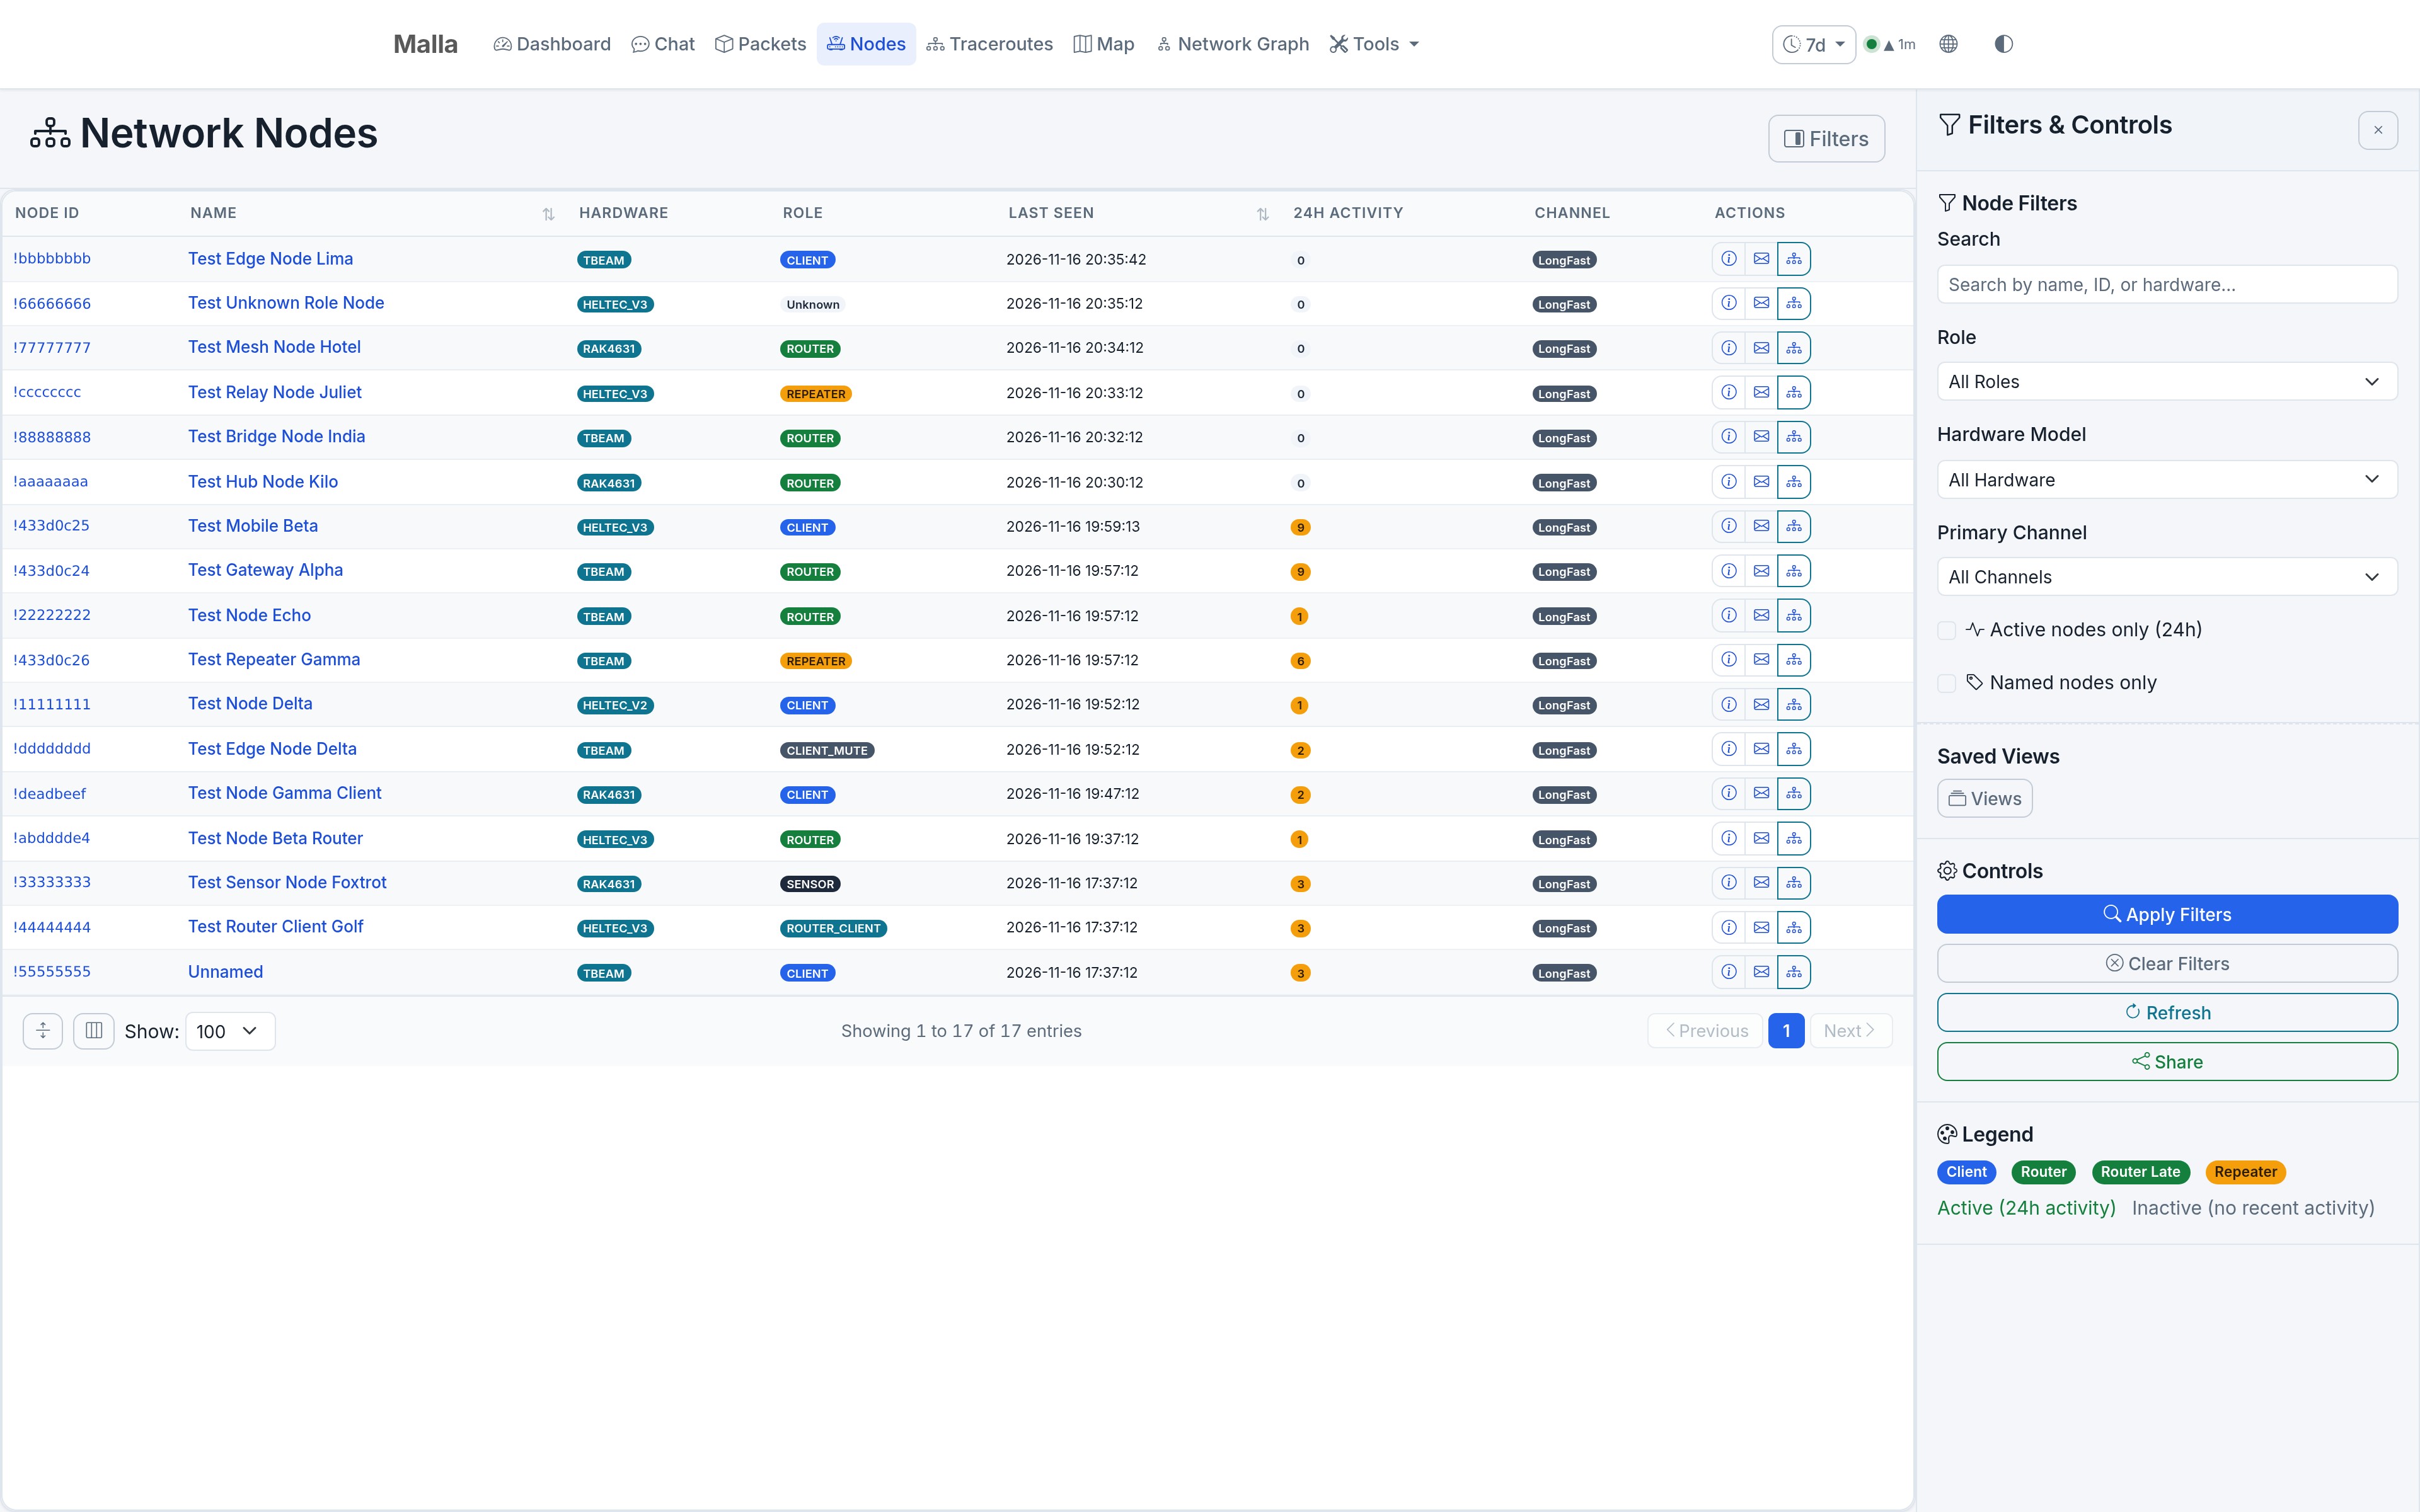 Malla Dashboard Chat Packets Nodes Traceroutes Map Network Graph Tools 7d ▲ 1m
Network Nodes Filters
NODE ID NAME HARDWARE ROLE LAST SEEN 24H ACTIVITY CHANNEL ACTIONS
!bbbbbbbb Test Edge Node Lima TBEAM CLIENT 2026-11-16 20:35:42 0 LongFast
!66666666 Test Unknown Role Node HELTEC_V3 Unknown 2026-11-16 20:35:12 0 LongFast
!77777777 Test Mesh Node Hotel RAK4631 ROUTER 2026-11-16 20:34:12 0 LongFast
!cccccccc Test Relay Node Juliet HELTEC_V3 REPEATER 2026-11-16 20:33:12 0 LongFast
!88888888 Test Bridge Node India TBEAM ROUTER 2026-11-16 20:32:12 0 LongFast
!aaaaaaaa Test Hub Node Kilo RAK4631 ROUTER 2026-11-16 20:30:12 0 LongFast
!433d0c25 Test Mobile Beta HELTEC_V3 CLIENT 2026-11-16 19:59:13 9 LongFast
!433d0c24 Test Gateway Alpha TBEAM ROUTER 2026-11-16 19:57:12 9 LongFast
!22222222 Test Node Echo TBEAM ROUTER 2026-11-16 19:57:12 1 LongFast
!433d0c26 Test Repeater Gamma TBEAM REPEATER 2026-11-16 19:57:12 6 LongFast
!11111111 Test Node Delta HELTEC_V2 CLIENT 2026-11-16 19:52:12 1 LongFast
!dddddddd Test Edge Node Delta TBEAM CLIENT_MUTE 2026-11-16 19:52:12 2 LongFast
!deadbeef Test Node Gamma Client RAK4631 CLIENT 2026-11-16 19:47:12 2 LongFast
!abdddde4 Test Node Beta Router HELTEC_V3 ROUTER 2026-11-16 19:37:12 1 LongFast
!33333333 Test Sensor Node Foxtrot RAK4631 SENSOR 2026-11-16 17:37:12 3 LongFast
!44444444 Test Router Client Golf HELTEC_V3 ROUTER_CLIENT 2026-11-16 17:37:12 3 LongFast
!55555555 Unnamed TBEAM CLIENT 2026-11-16 17:37:12 3 LongFast
Show: 100 Showing 1 to 17 of 17 entries Previous 1 Next
Filters & Controls
Node Filters
Search
Search by name, ID, or hardware...
Role
All Roles
Hardware Model
All Hardware
Primary Channel
All Channels
Active nodes only (24h)
Named nodes only
Saved Views
Views
Controls
Apply Filters
Clear Filters
Refresh
Share
Legend
Client Router Router Late Repeater
Active (24h activity) Inactive (no recent activity)